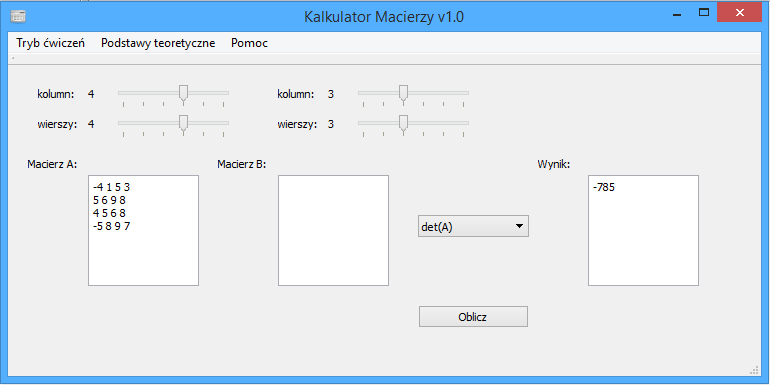 Kalkulator Macierzy v1.0
Tryb ćwiczeń Podstawy teoretyczne Pomoc
kolumn: 4 kolumn: 3
wierszy: 4 wierszy: 3
Macierz A: Macierz B: Wynik:
-4 1 5 3 -785
5 6 9 8
4 5 6 8
-5 8 9 7
det(A)
Oblicz